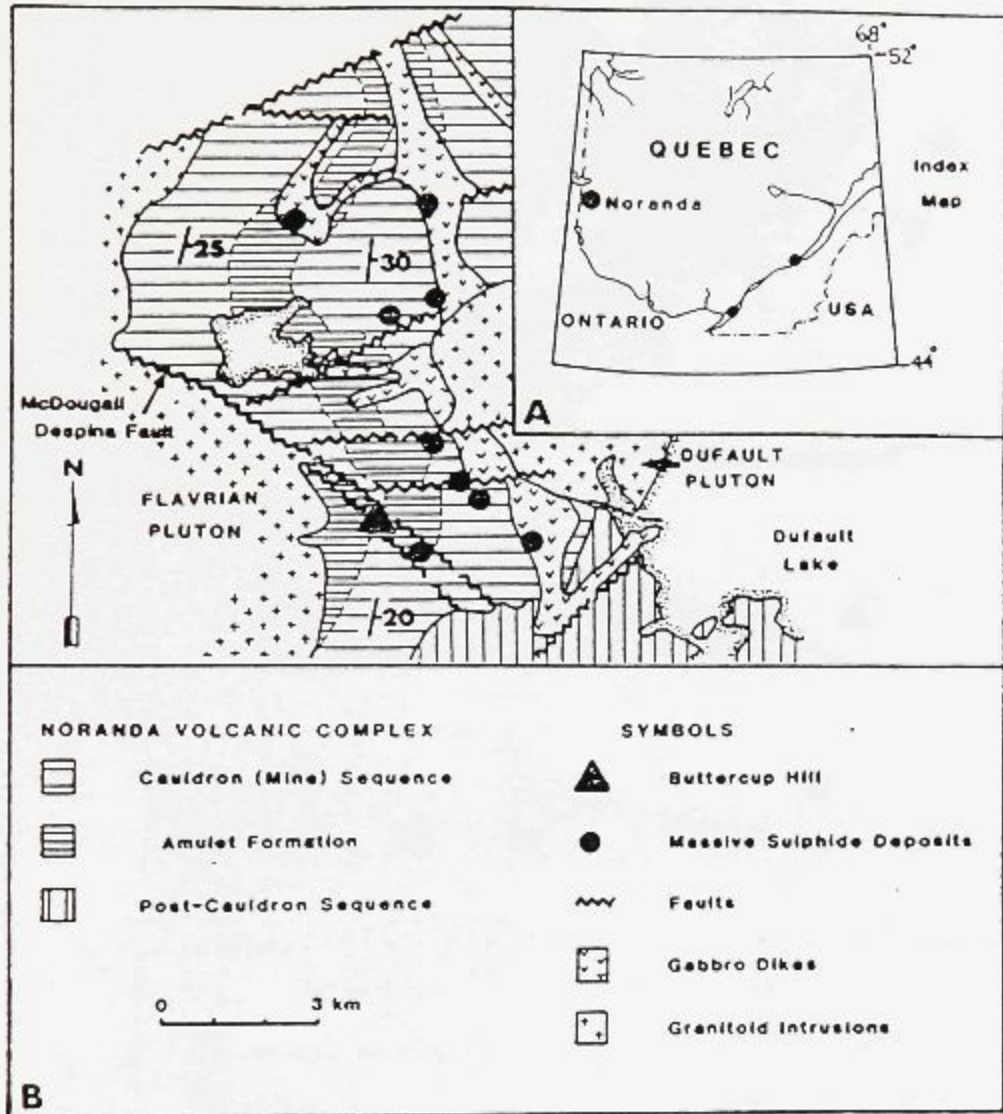 68°
52°
QUEBEC
Noranda
Index
Map
ONTARIO
USA
44°
A
25
30
McDougall
Despina Fault
N
FLAVRIAN
PLUTON
DUFAULT
PLUTON
Dufault
Lake
20
NORANDA VOLCANIC COMPLEX
Cauldron (Mine) Sequence
Amulet Formation
Post-Cauldron Sequence
0 3 km
SYMBOLS
Buttercup Hill
Massive Sulphide Deposits
Faults
Gabbro Dikes
Granitoid Intrusions
B